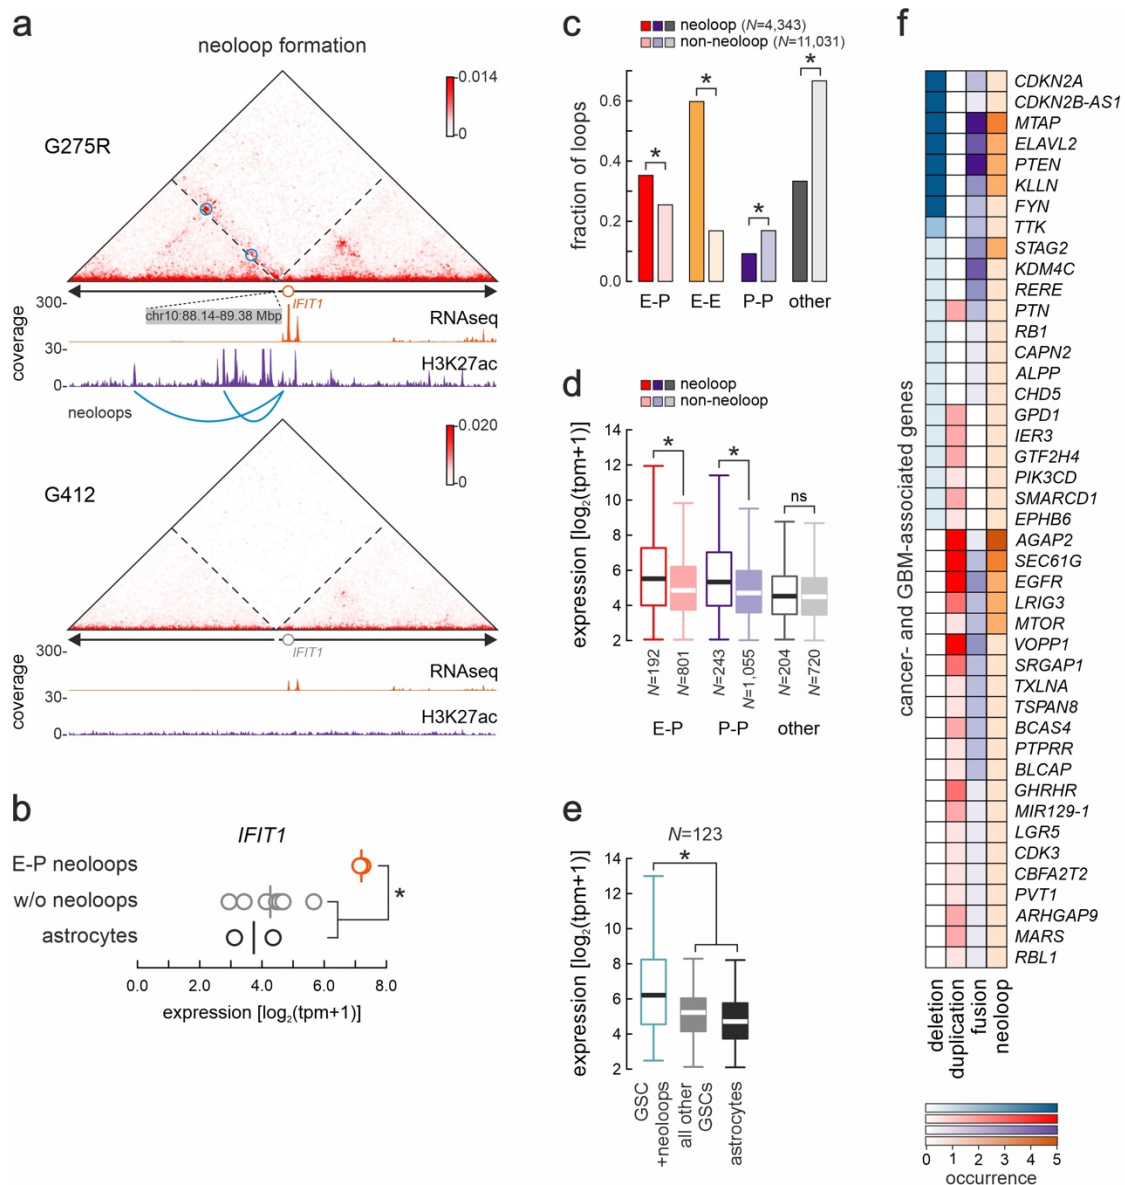 a
neoloop formation
0.014
0
G275R
300-
IFIT1
chr10:88.14-89.38 Mbp
RNAseq
coverage
30-
H3K27ac
0-
neoloops
0.020
0
G412
300-
IFIT1
RNAseq
coverage
30-
H3K27ac
0-
b
IFIT1
E-P neoloops
w/o neoloops
astrocytes
*
0.0 2.0 4.0 6.0 8.0
expression [log2(tpm+1)]
c
neoloop (N=4,343)
non-neoloop (N=11,031)
fraction of loops
0.6
0.4
0.2
0.0
* * * *
E-P E-E P-P other
d
neoloop
non-neoloop
expression [log2(tpm+1)]
14
12
10
8
6
4
2
* * ns
N=192 N=801 N=243 N=1,055 N=204 N=720
E-P P-P other
e
N=123
*
expression [log2(tpm+1)]
14
12
10
8
6
4
2
GSC +neoloops
all other GSCs
astrocytes
f
cancer- and GBM-associated genes
CDKN2A
CDKN2B-AS1
MTAP
ELAVL2
PTEN
KLLN
FYN
TTK
STAG2
KDM4C
RERE
PTN
RB1
CAPN2
ALPP
CHD5
GPD1
IER3
GTF2H4
PIK3CD
SMARCD1
EPHB6
AGAP2
SEC61G
EGFR
LRIG3
MTOR
VOPP1
SRGAP1
TXLNA
TSPAN8
BCAS4
PTPRR
BLCAP
GHRHR
MIR129-1
LGR5
CDK3
CBFA2T2
PVT1
ARHGAP9
MARS
RBL1
deletion
duplication
fusion
neoloop
0 1 2 3 4 5
occurrence